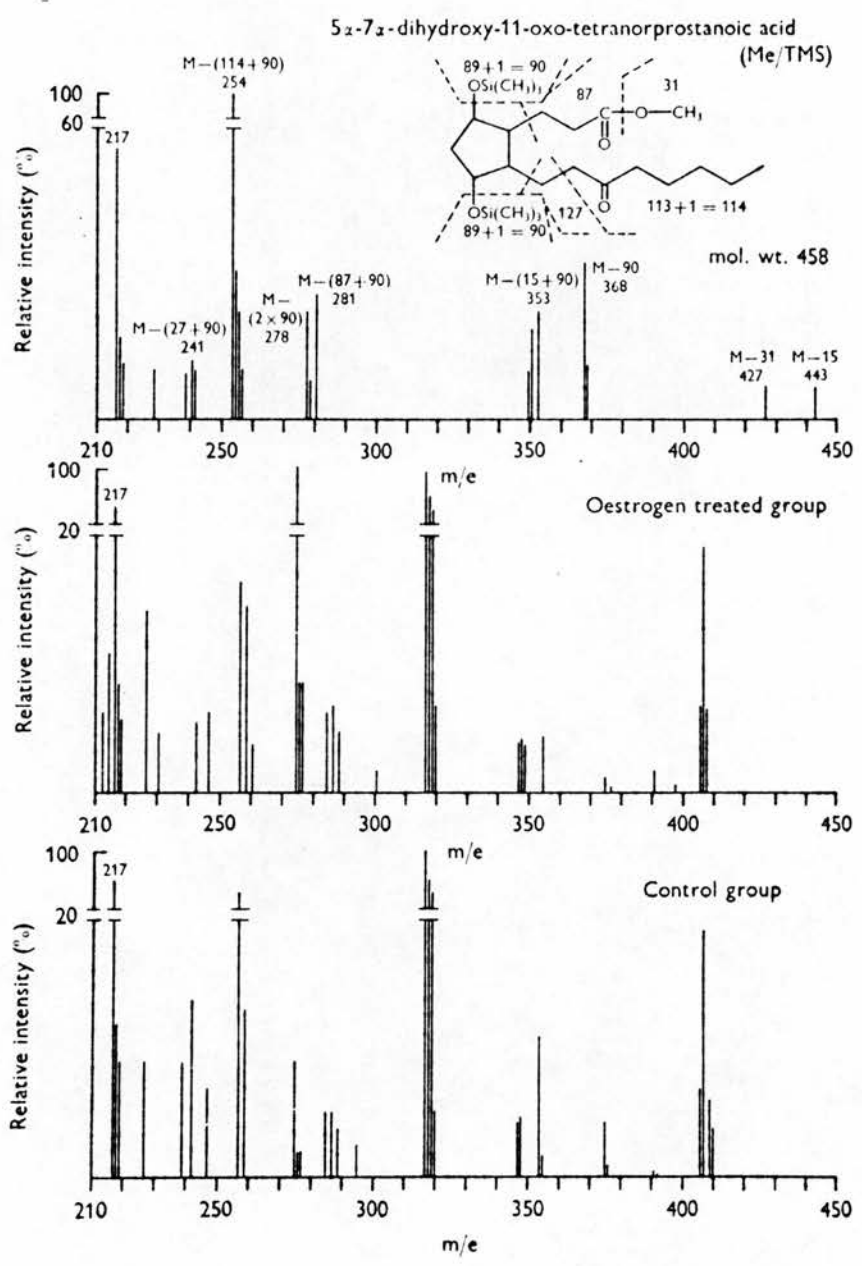 5α-7α-dihydroxy-11-oxo-tetranorprostanoic acid
(Me/TMS)
M—(114+90)
254
89+1 = 90
OSi(CH₃)₃
87
31
C—O—CH₃
O
O
OSi(CH₃)₃
127
89+1 = 90
113+1 = 114
mol. wt. 458
100
60
217
M—(27+90)
241
M—
(2×90)
278
M—(87+90)
281
M—(15+90)
353
M—90
368
M—31
427
M—15
443
Relative intensity (%)
210 250 300 350 400 450
m/e
100
20
217
Oestrogen treated group
Relative intensity (%)
210 250 300 350 400 450
m/e
100
20
217
Control group
Relative intensity (%)
210 250 300 350 400 450
m/e